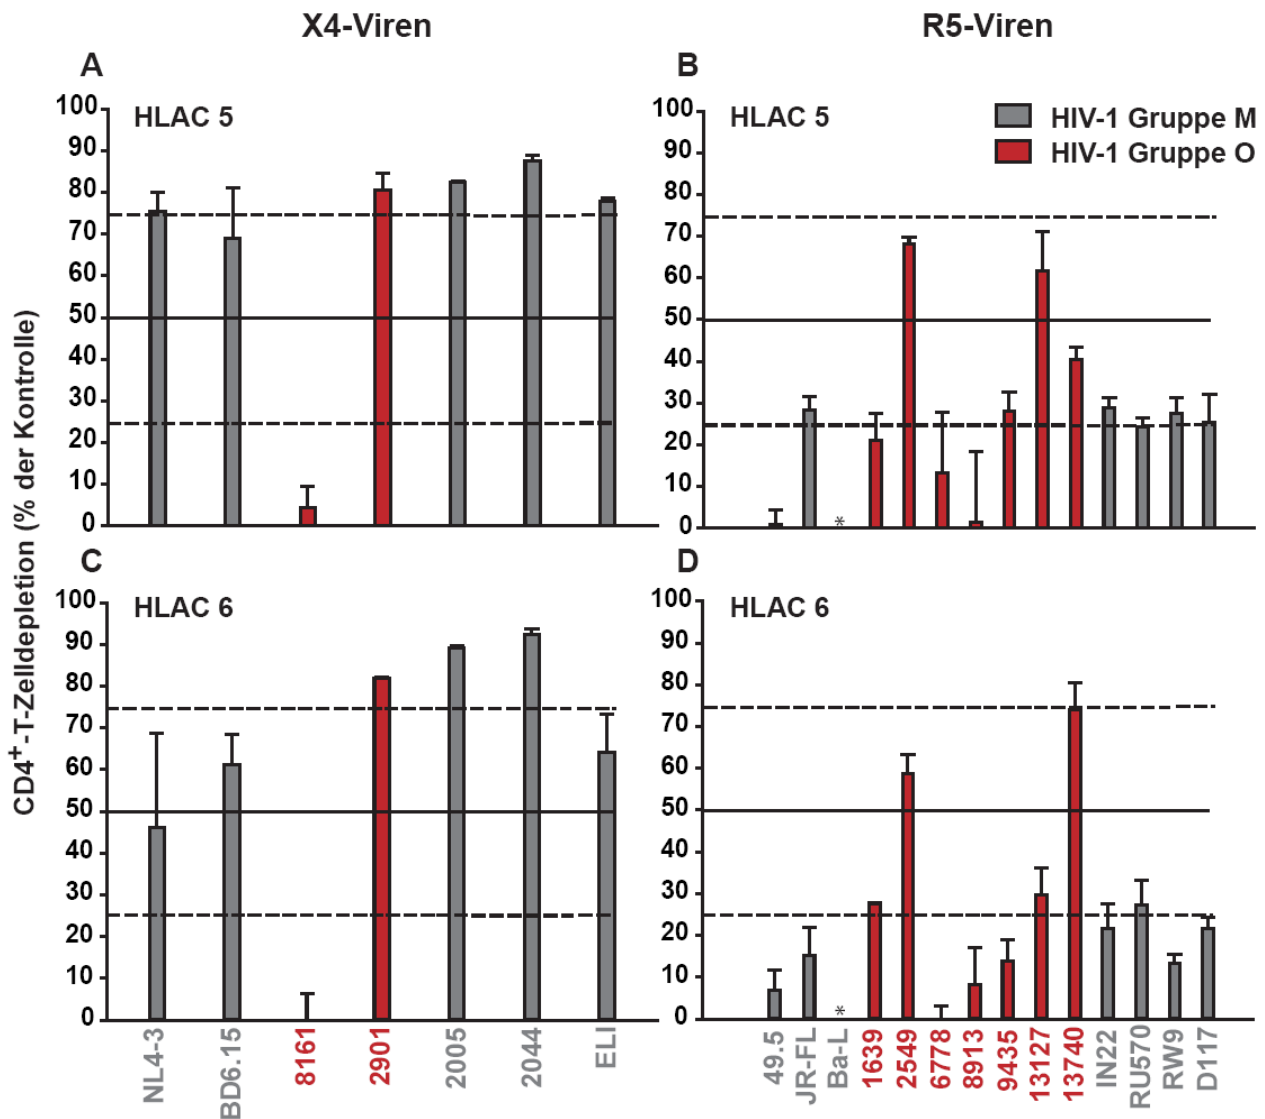 X4-Viren
R5-Viren
A
B
HLAC 5
HLAC 5
HIV-1 Gruppe M
HIV-1 Gruppe O
100
90
80
70
60
50
40
30
20
10
0
100
90
80
70
60
50
40
30
20
10
0
*
CD4+-T-Zelldepletion (% der Kontrolle)
C
D
HLAC 6
HLAC 6
100
90
80
70
60
50
40
30
20
10
0
100
90
80
70
60
50
40
30
20
10
0
*
NL4-3
BD6.15
8161
2901
2005
2044
ELI
49.5
JR-FL
Ba-L
1639
2549
6778
8913
9435
13127
13740
IN22
RU570
RW9
D117